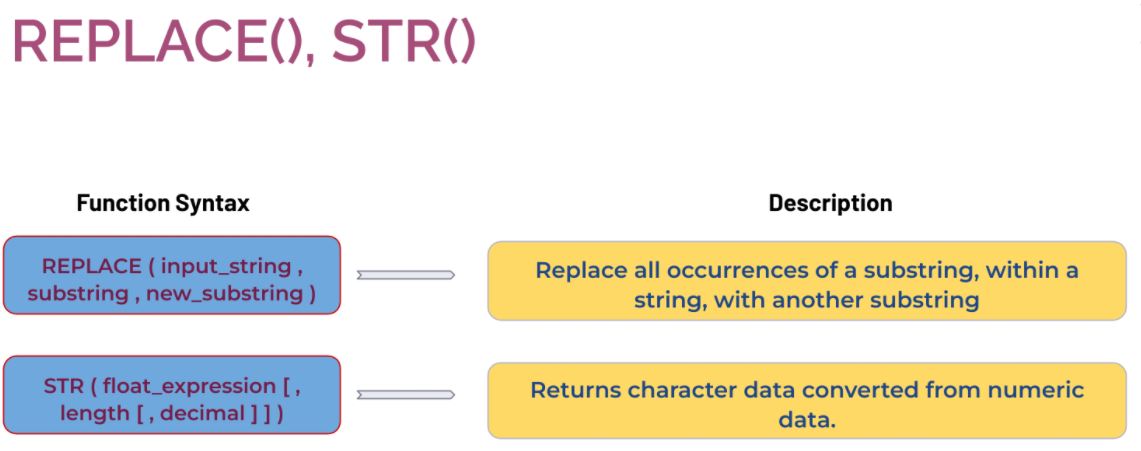 REPLACE(), STR()
Function Syntax
Description
REPLACE ( input_string ,
substring , new_substring )
Replace all occurrences of a substring, within a
string, with another substring
STR ( float_expression [ ,
length [ , decimal ] ] )
Returns character data converted from numeric
data.